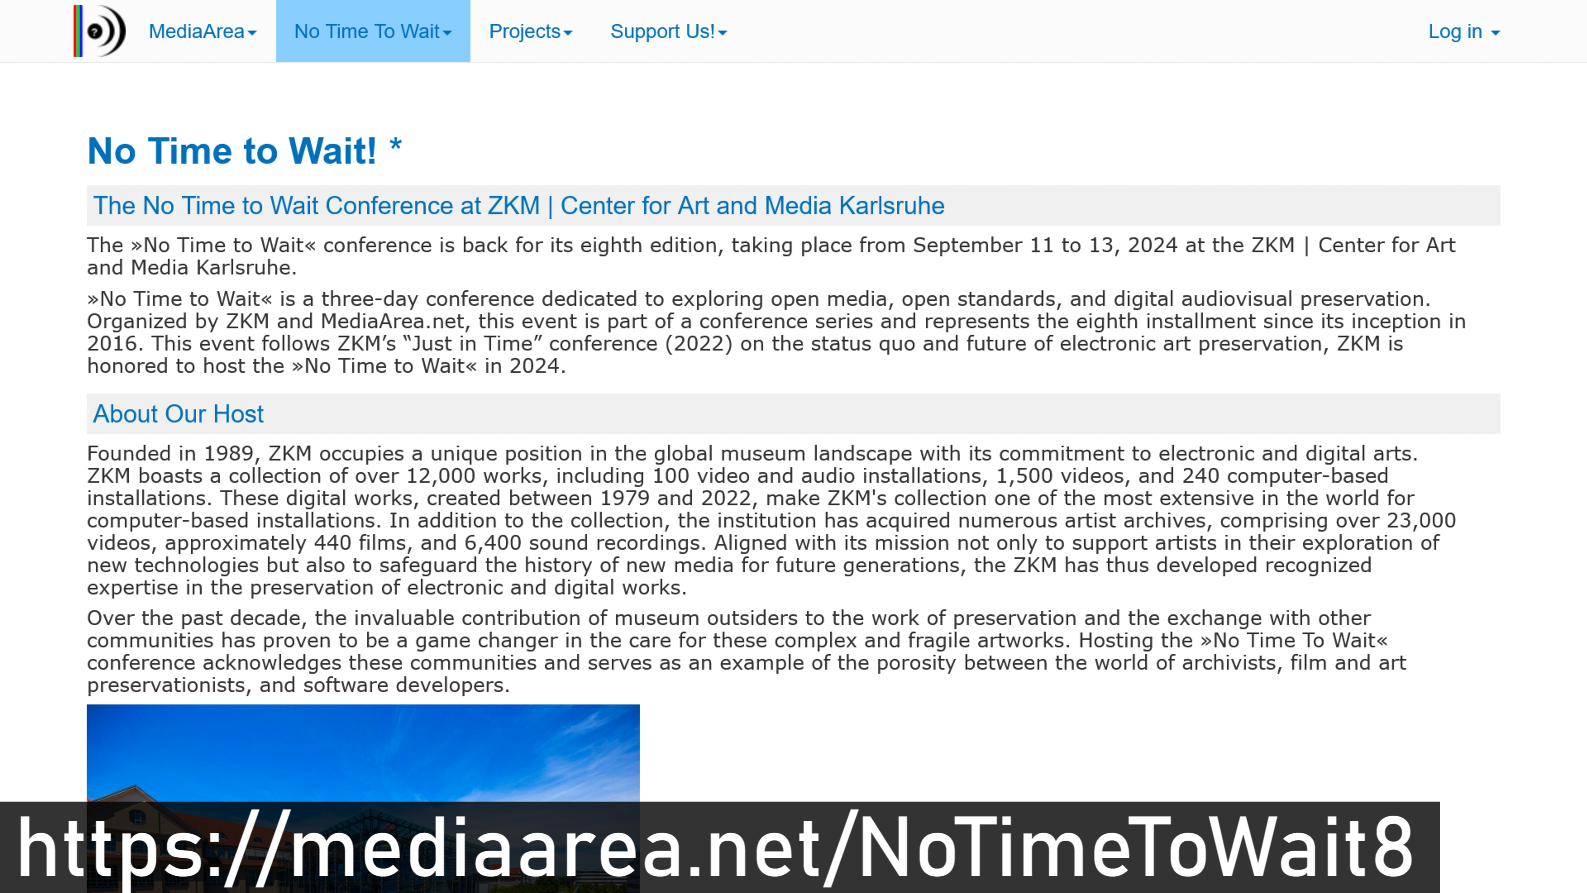 MediaArea No Time To Wait Projects Support Us! Log in
No Time to Wait! *
The No Time to Wait Conference at ZKM | Center for Art and Media Karlsruhe
The »No Time to Wait« conference is back for its eighth edition, taking place from September 11 to 13, 2024 at the ZKM | Center for Art
and Media Karlsruhe.
»No Time to Wait« is a three-day conference dedicated to exploring open media, open standards, and digital audiovisual preservation.
Organized by ZKM and MediaArea.net, this event is part of a conference series and represents the eighth installment since its inception in
2016. This event follows ZKM’s “Just in Time” conference (2022) on the status quo and future of electronic art preservation, ZKM is
honored to host the »No Time to Wait« in 2024.
About Our Host
Founded in 1989, ZKM occupies a unique position in the global museum landscape with its commitment to electronic and digital arts.
ZKM boasts a collection of over 12,000 works, including 100 video and audio installations, 1,500 videos, and 240 computer-based
installations. These digital works, created between 1979 and 2022, make ZKM's collection one of the most extensive in the world for
computer-based installations. In addition to the collection, the institution has acquired numerous artist archives, comprising over 23,000
videos, approximately 440 films, and 6,400 sound recordings. Aligned with its mission not only to support artists in their exploration of
new technologies but also to safeguard the history of new media for future generations, the ZKM has thus developed recognized
expertise in the preservation of electronic and digital works.
Over the past decade, the invaluable contribution of museum outsiders to the work of preservation and the exchange with other
communities has proven to be a game changer in the care for these complex and fragile artworks. Hosting the »No Time To Wait«
conference acknowledges these communities and serves as an example of the porosity between the world of archivists, film and art
preservationists, and software developers.
https://mediaarea.net/NoTimeToWait8